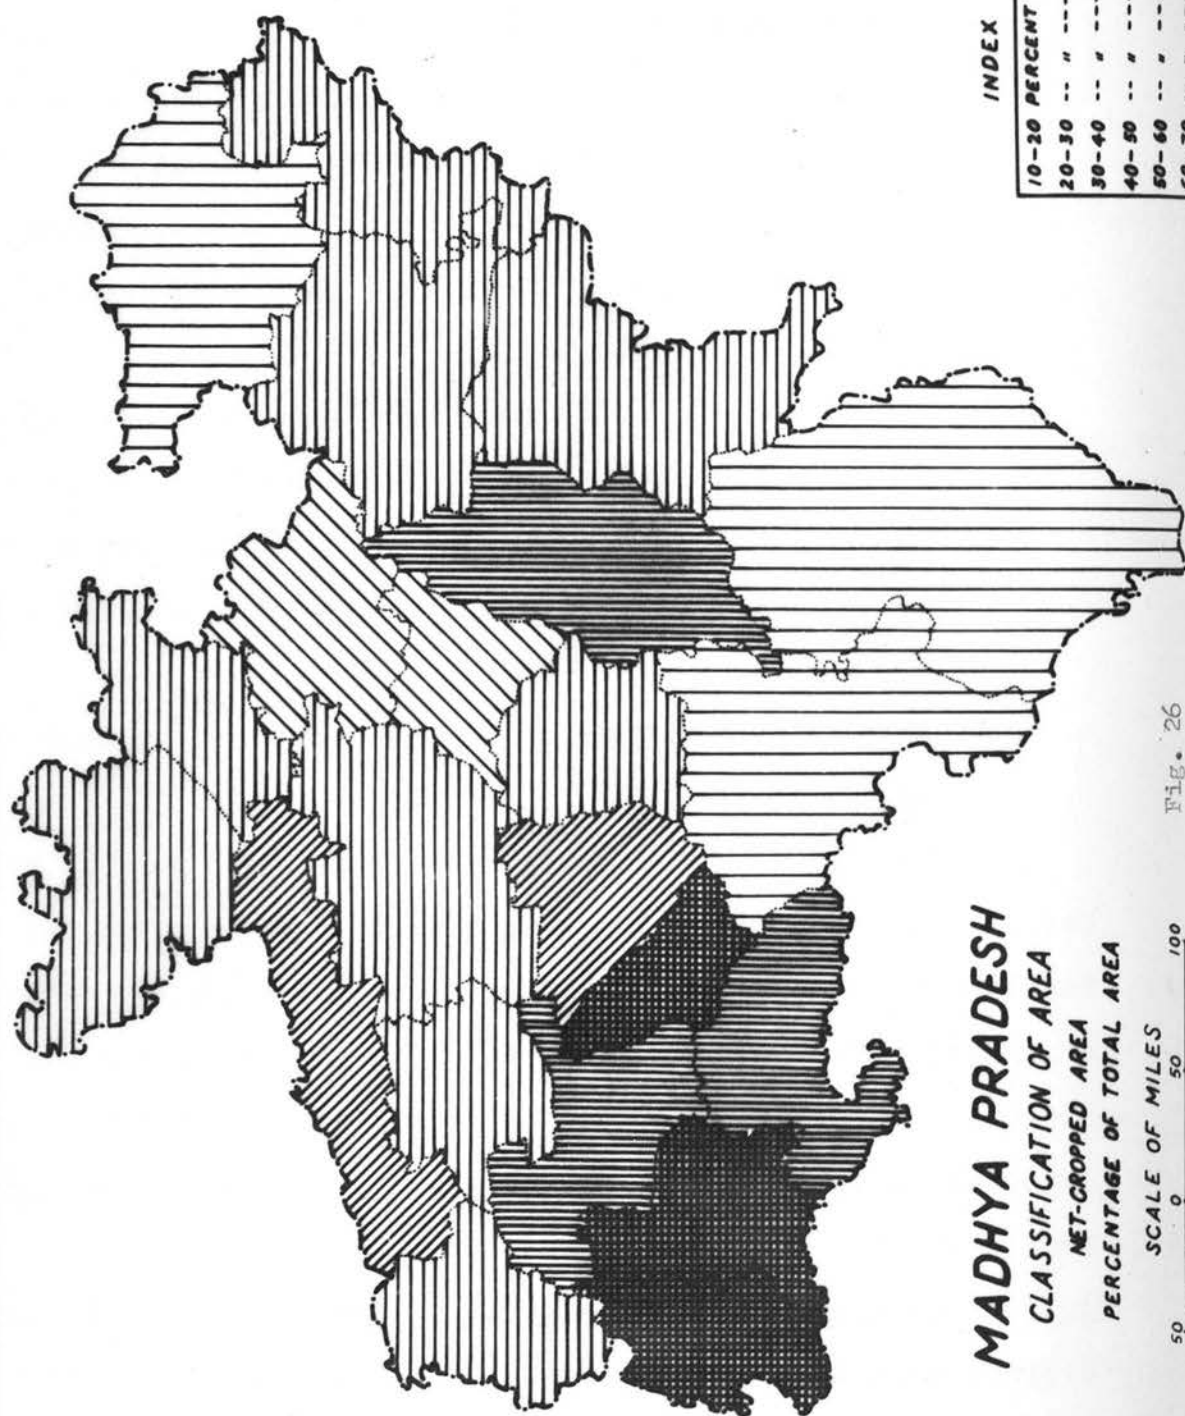 MADHYA PRADESH
CLASSIFICATION OF AREA
NET-CROPPED AREA
PERCENTAGE OF TOTAL AREA
SCALE OF MILES
50 0 50 100
Fig. 26
INDEX
10-20 PERCENT
20-30 -- " ---
30-40 -- " ---
40-50 -- " ---
50-60 -- " ---